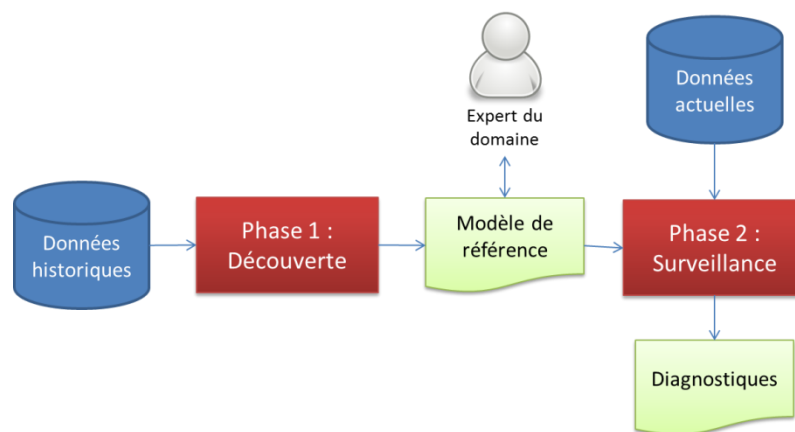 Données
actuelles
Expert du
domaine
Données
historiques
Phase 1 :
Découverte
Modèle de
référence
Phase 2 :
Surveillance
Diagnostiques